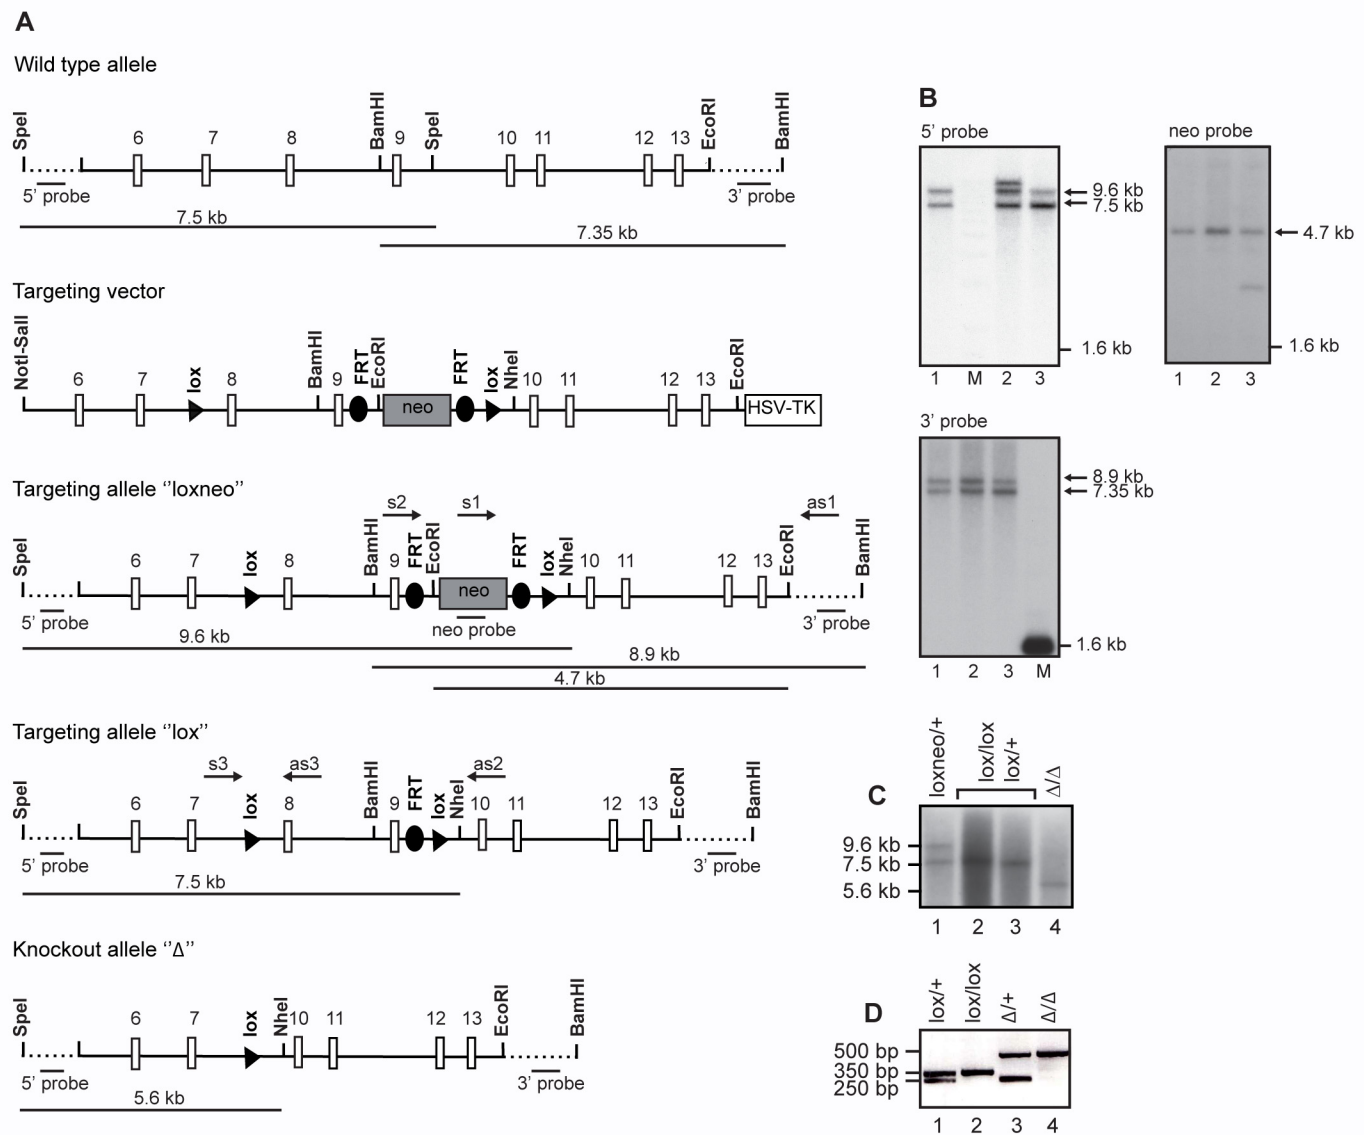 A
Wild type allele
SpeI 6 7 8 BamHI 9 SpeI 10 11 12 13 EcoRI BamHI
5’ probe 3’ probe
7.5 kb
7.35 kb
Targeting vector
NotI-SalI 6 7 lox 8 BamHI 9 FRT EcoRI neo FRT lox NheI 10 11 12 13 EcoRI HSV-TK
Targeting allele ‘’loxneo’’
s2 s1 as1
SpeI 6 7 lox 8 BamHI 9 FRT EcoRI neo FRT lox NheI 10 11 12 13 EcoRI BamHI
5’ probe neo probe 3’ probe
9.6 kb
8.9 kb
4.7 kb
Targeting allele ‘’lox’’
s3 as3 as2
SpeI 6 7 lox 8 BamHI 9 FRT lox NheI 10 11 12 13 EcoRI BamHI
5’ probe 3’ probe
7.5 kb
Knockout allele ‘’Δ’’
SpeI 6 7 lox NheI 10 11 12 13 EcoRI BamHI
5’ probe 3’ probe
5.6 kb
B
5’ probe
9.6 kb
7.5 kb
1.6 kb
1 M 2 3
neo probe
4.7 kb
1.6 kb
1 2 3
3’ probe
8.9 kb
7.35 kb
1.6 kb
1 2 3 M
C
loxneo/+ lox/lox lox/+ Δ/Δ
9.6 kb
7.5 kb
5.6 kb
1 2 3 4
D
lox/+ lox/lox Δ/+ Δ/Δ
500 bp
350 bp
250 bp
1 2 3 4